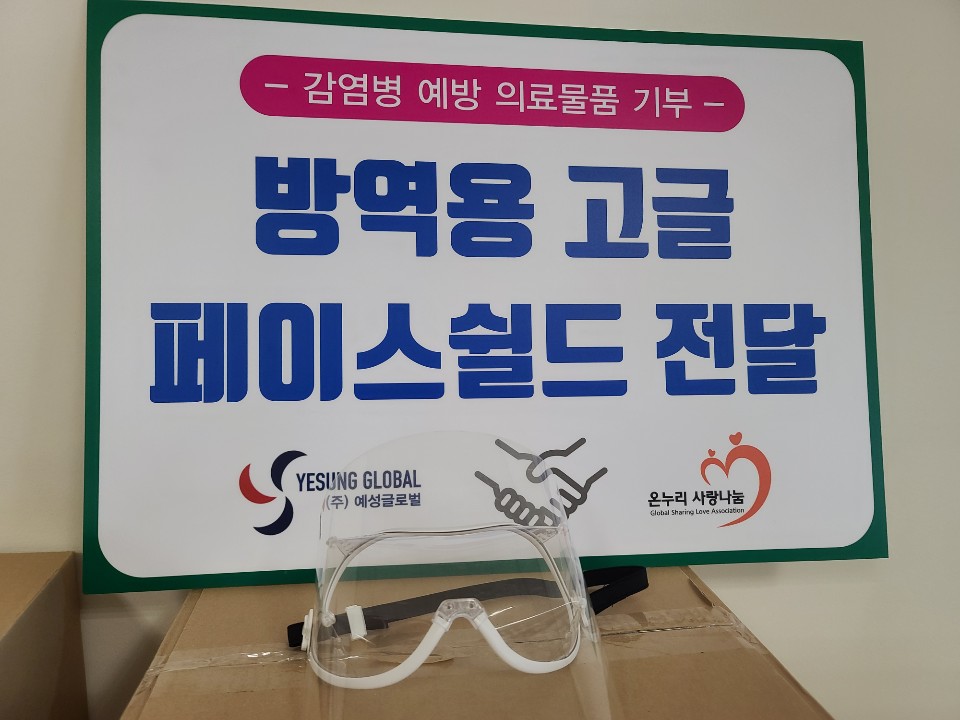 - 감염병 예방 의료물품 기부 -
방역용 고글
페이스쉴드 전달
YESUNG GLOBAL
(주) 예성글로벌
온누리 사랑나눔
Global Sharing Love Association